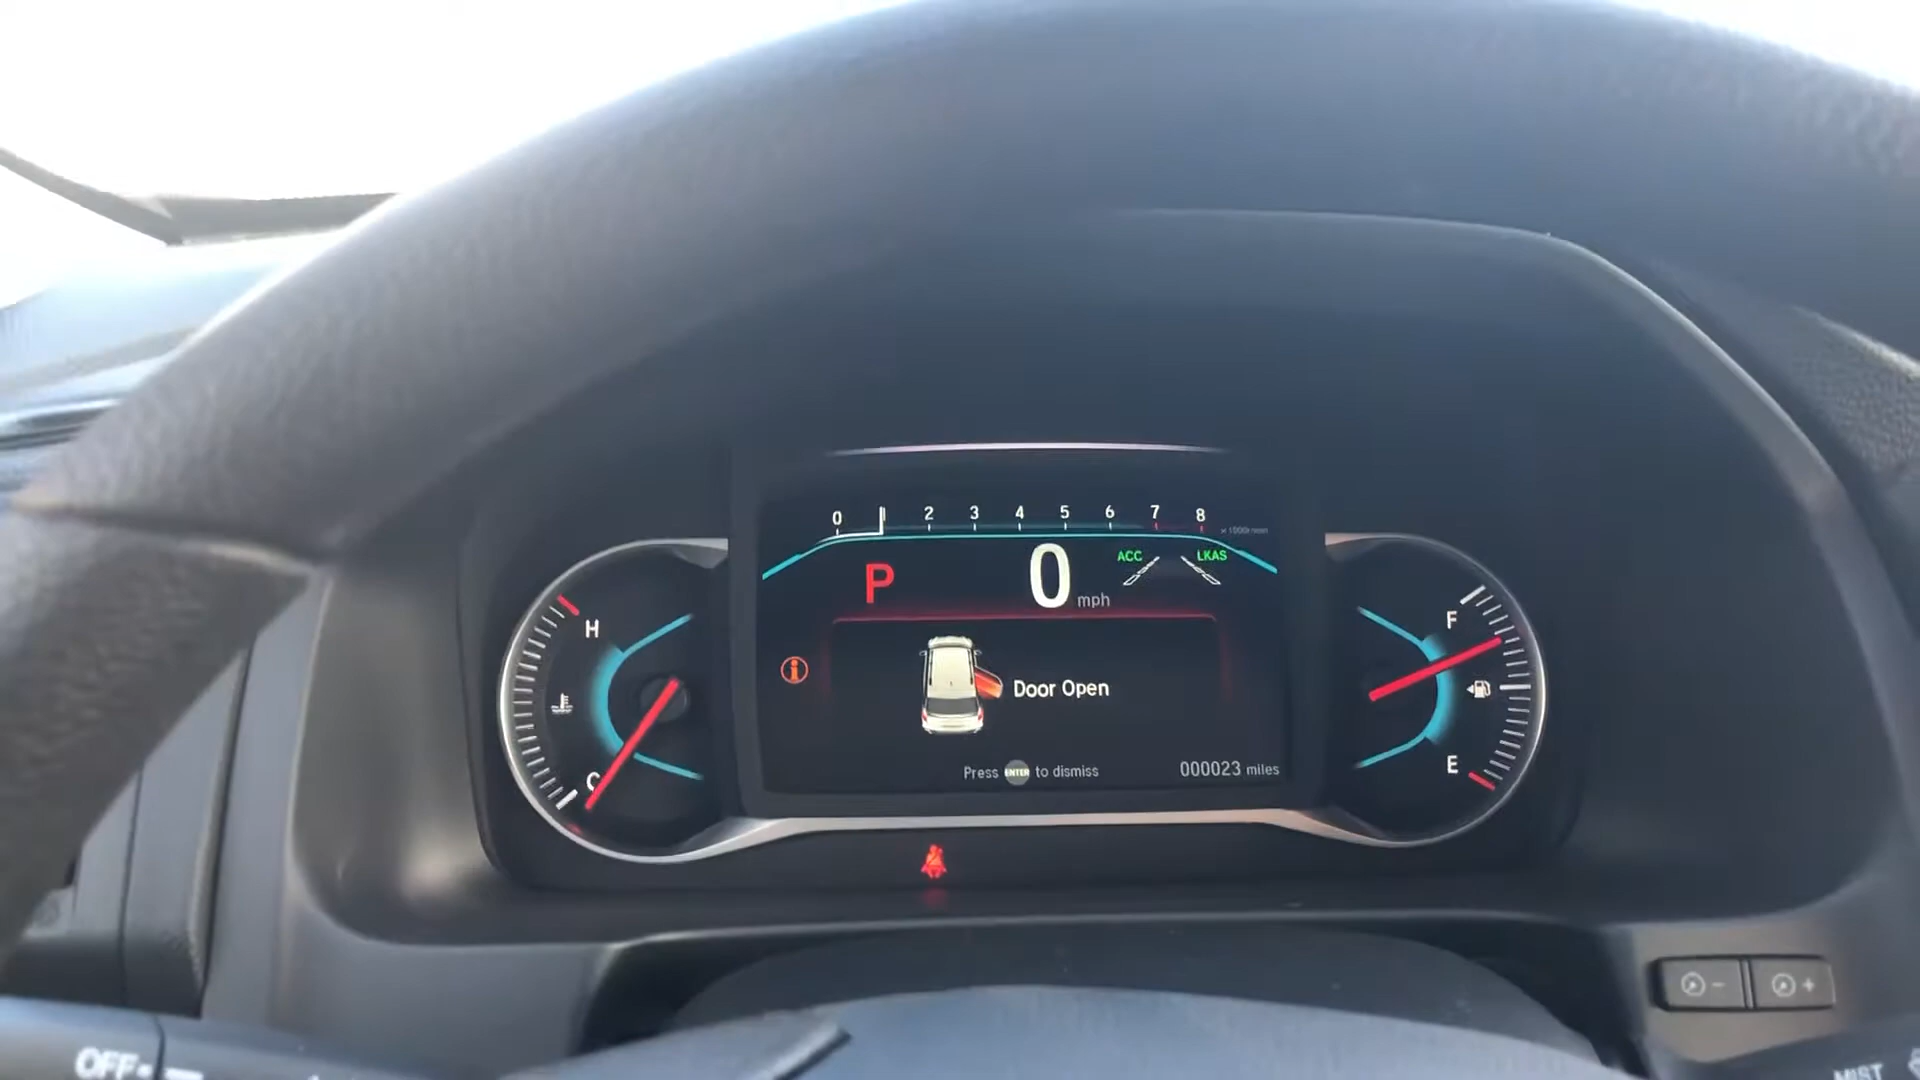 0 2 3 4 5 6 7 8
ACC LKAS
P 0 mph
H
F
Door Open
C
E
Press ENTER to dismiss
000023 miles
- +
OFF
MIST